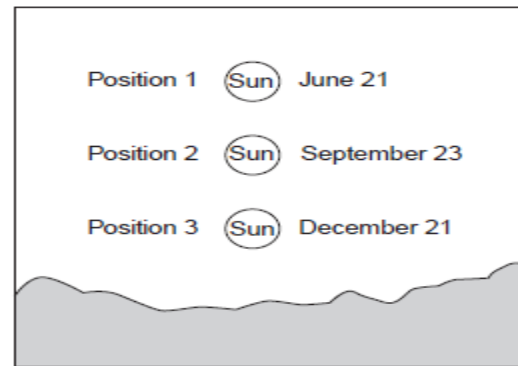 Position 1 Sun June 21
Position 2 Sun September 23
Position 3 Sun December 21